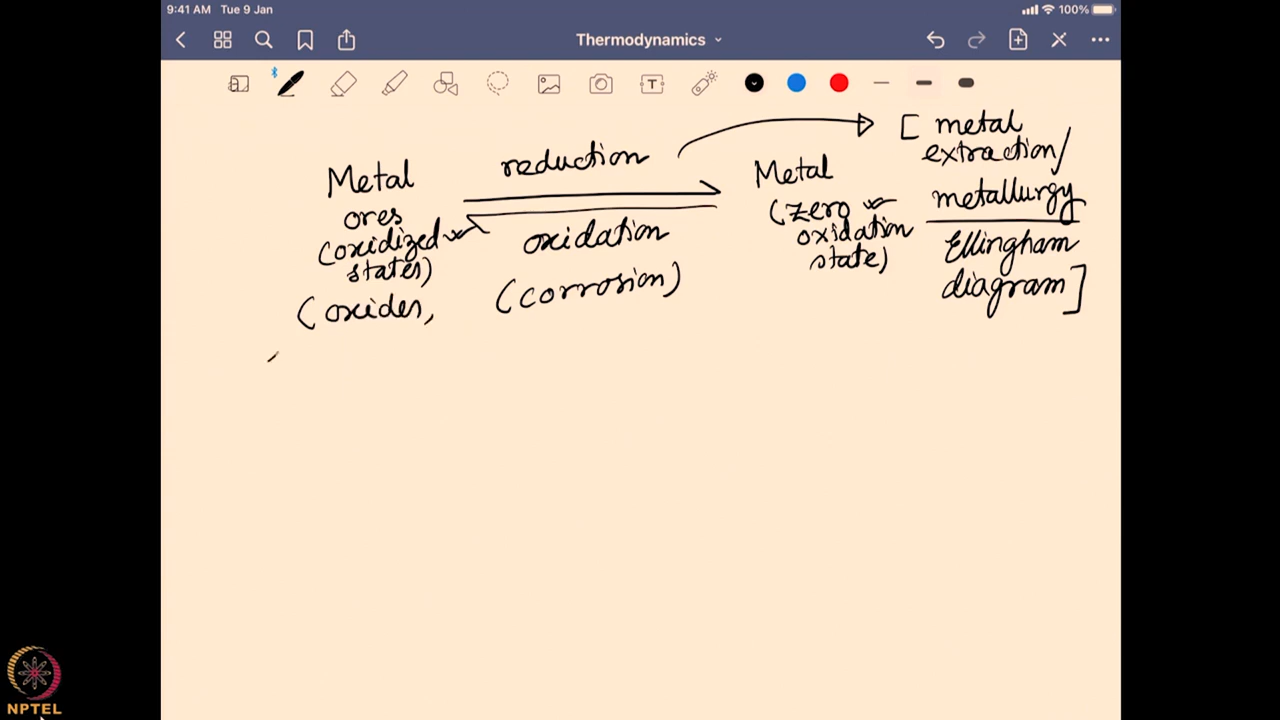 9:41 AM Tue 9 Jan
100%
Thermodynamics
T
reduction
Metal
ores
(oxidized
states)
(oxides,
oxidation
(corrosion)
Metal
(zero
oxidation
state)
[ metal
extraction/
metallurgy
Ellingham
diagram ]
NPTEL